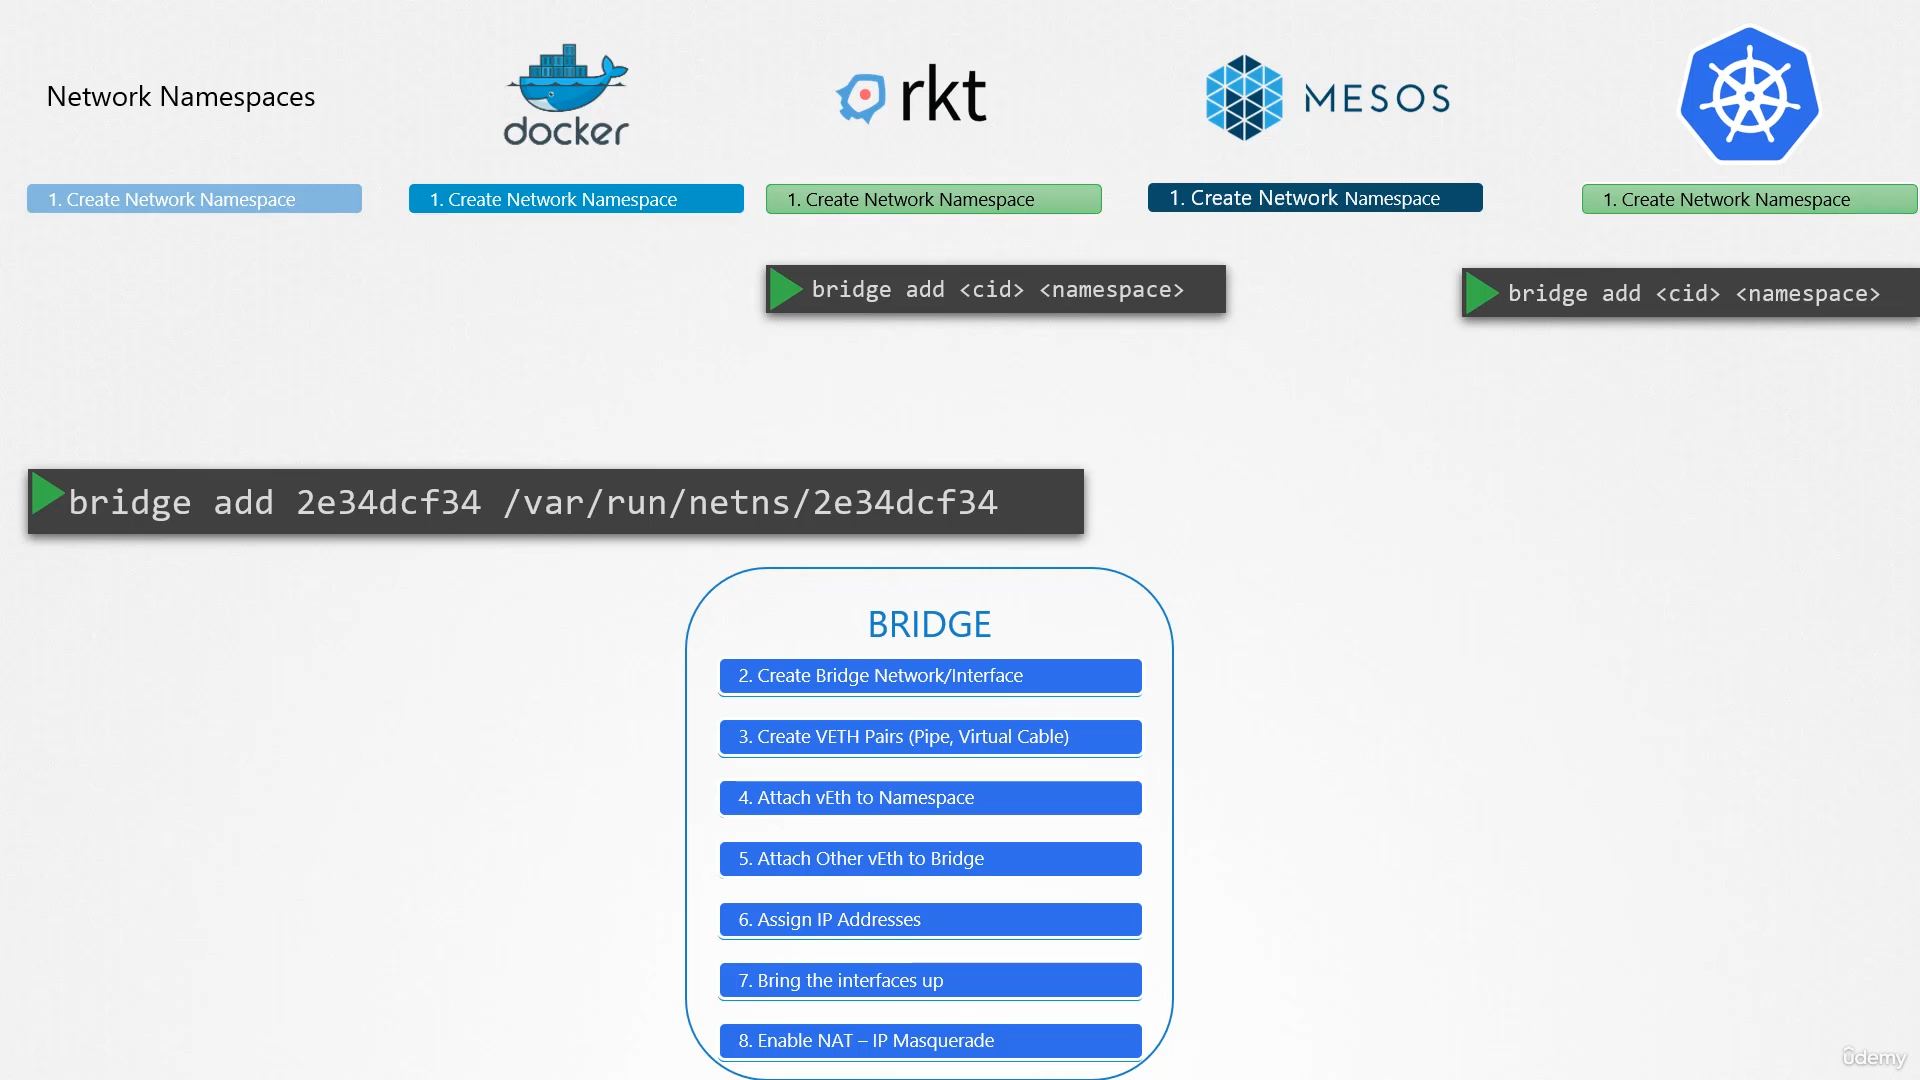 Network Namespaces
docker
rkt
MESOS
1. Create Network Namespace
1. Create Network Namespace
1. Create Network Namespace
1. Create Network Namespace
1. Create Network Namespace
bridge add <cid> <namespace>
bridge add <cid> <namespace>
bridge add 2e34dcf34 /var/run/netns/2e34dcf34
BRIDGE
2. Create Bridge Network/Interface
3. Create VETH Pairs (Pipe, Virtual Cable)
4. Attach vEth to Namespace
5. Attach Other vEth to Bridge
6. Assign IP Addresses
7. Bring the interfaces up
8. Enable NAT – IP Masquerade
ûdemy